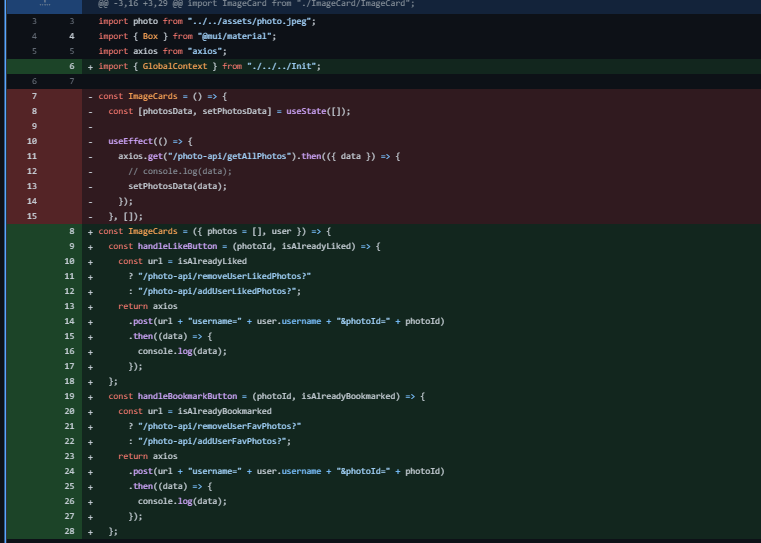 @@ -3,16 +3,29 @@ import ImageCard from "./ImageCard/ImageCard";
3 3 import photo from "../../assets/photo.jpeg";
4 4 import { Box } from "@mui/material";
5 5 import axios from "axios";
6 + import { GlobalContext } from "./../../Init";
6 7
7 - const ImageCards = () => {
8 - const [photosData, setPhotosData] = useState([]);
9 -
10 - useEffect(() => {
11 - axios.get("/photo-api/getAllPhotos").then(({ data }) => {
12 - // console.log(data);
13 - setPhotosData(data);
14 - });
15 - }, []);
8 + const ImageCards = ({ photos = [], user }) => {
9 + const handleLikeButton = (photoId, isAlreadyLiked) => {
10 + const url = isAlreadyLiked
11 + ? "/photo-api/removeUserLikedPhotos?"
12 + : "/photo-api/addUserLikedPhotos?";
13 + return axios
14 + .post(url + "username=" + user.username + "&photoId=" + photoId)
15 + .then((data) => {
16 + console.log(data);
17 + });
18 + };
19 + const handleBookmarkButton = (photoId, isAlreadyBookmarked) => {
20 + const url = isAlreadyBookmarked
21 + ? "/photo-api/removeUserFavPhotos?"
22 + : "/photo-api/addUserFavPhotos?";
23 + return axios
24 + .post(url + "username=" + user.username + "&photoId=" + photoId)
25 + .then((data) => {
26 + console.log(data);
27 + });
28 + };